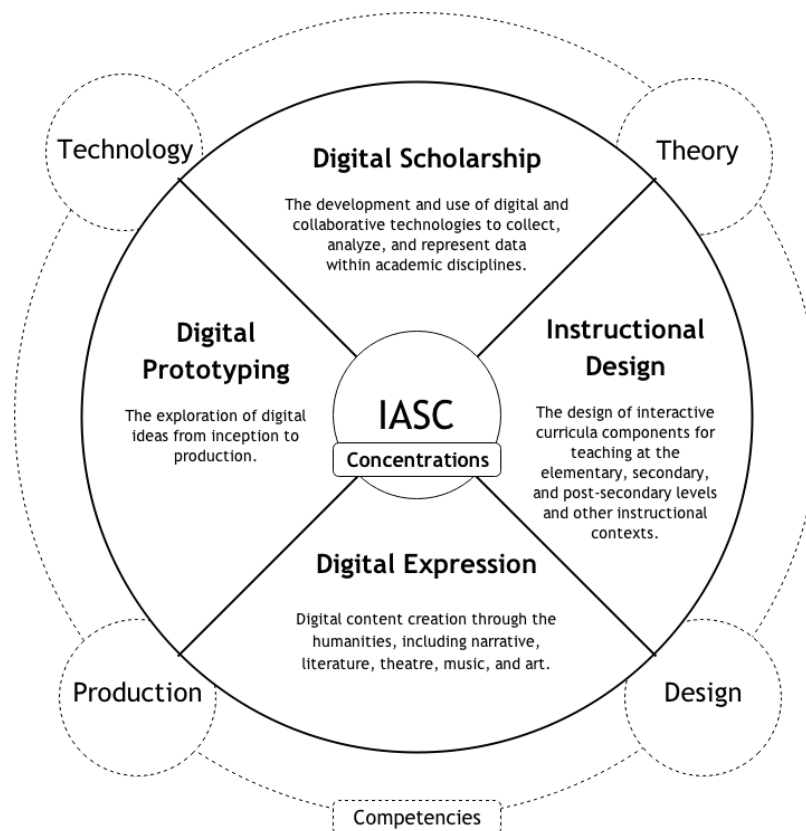 Technology
Theory
Digital Scholarship
The development and use of digital and
collaborative technologies to collect,
analyze, and represent data
within academic disciplines.
Digital
Prototyping
The exploration of digital
ideas from inception to
production.
Instructional
Design
The design of interactive
curricula components for
teaching at the
elementary, secondary,
and post-secondary levels
and other instructional
contexts.
IASC
Concentrations
Digital Expression
Digital content creation through the
humanities, including narrative,
literature, theatre, music, and art.
Production
Design
Competencies